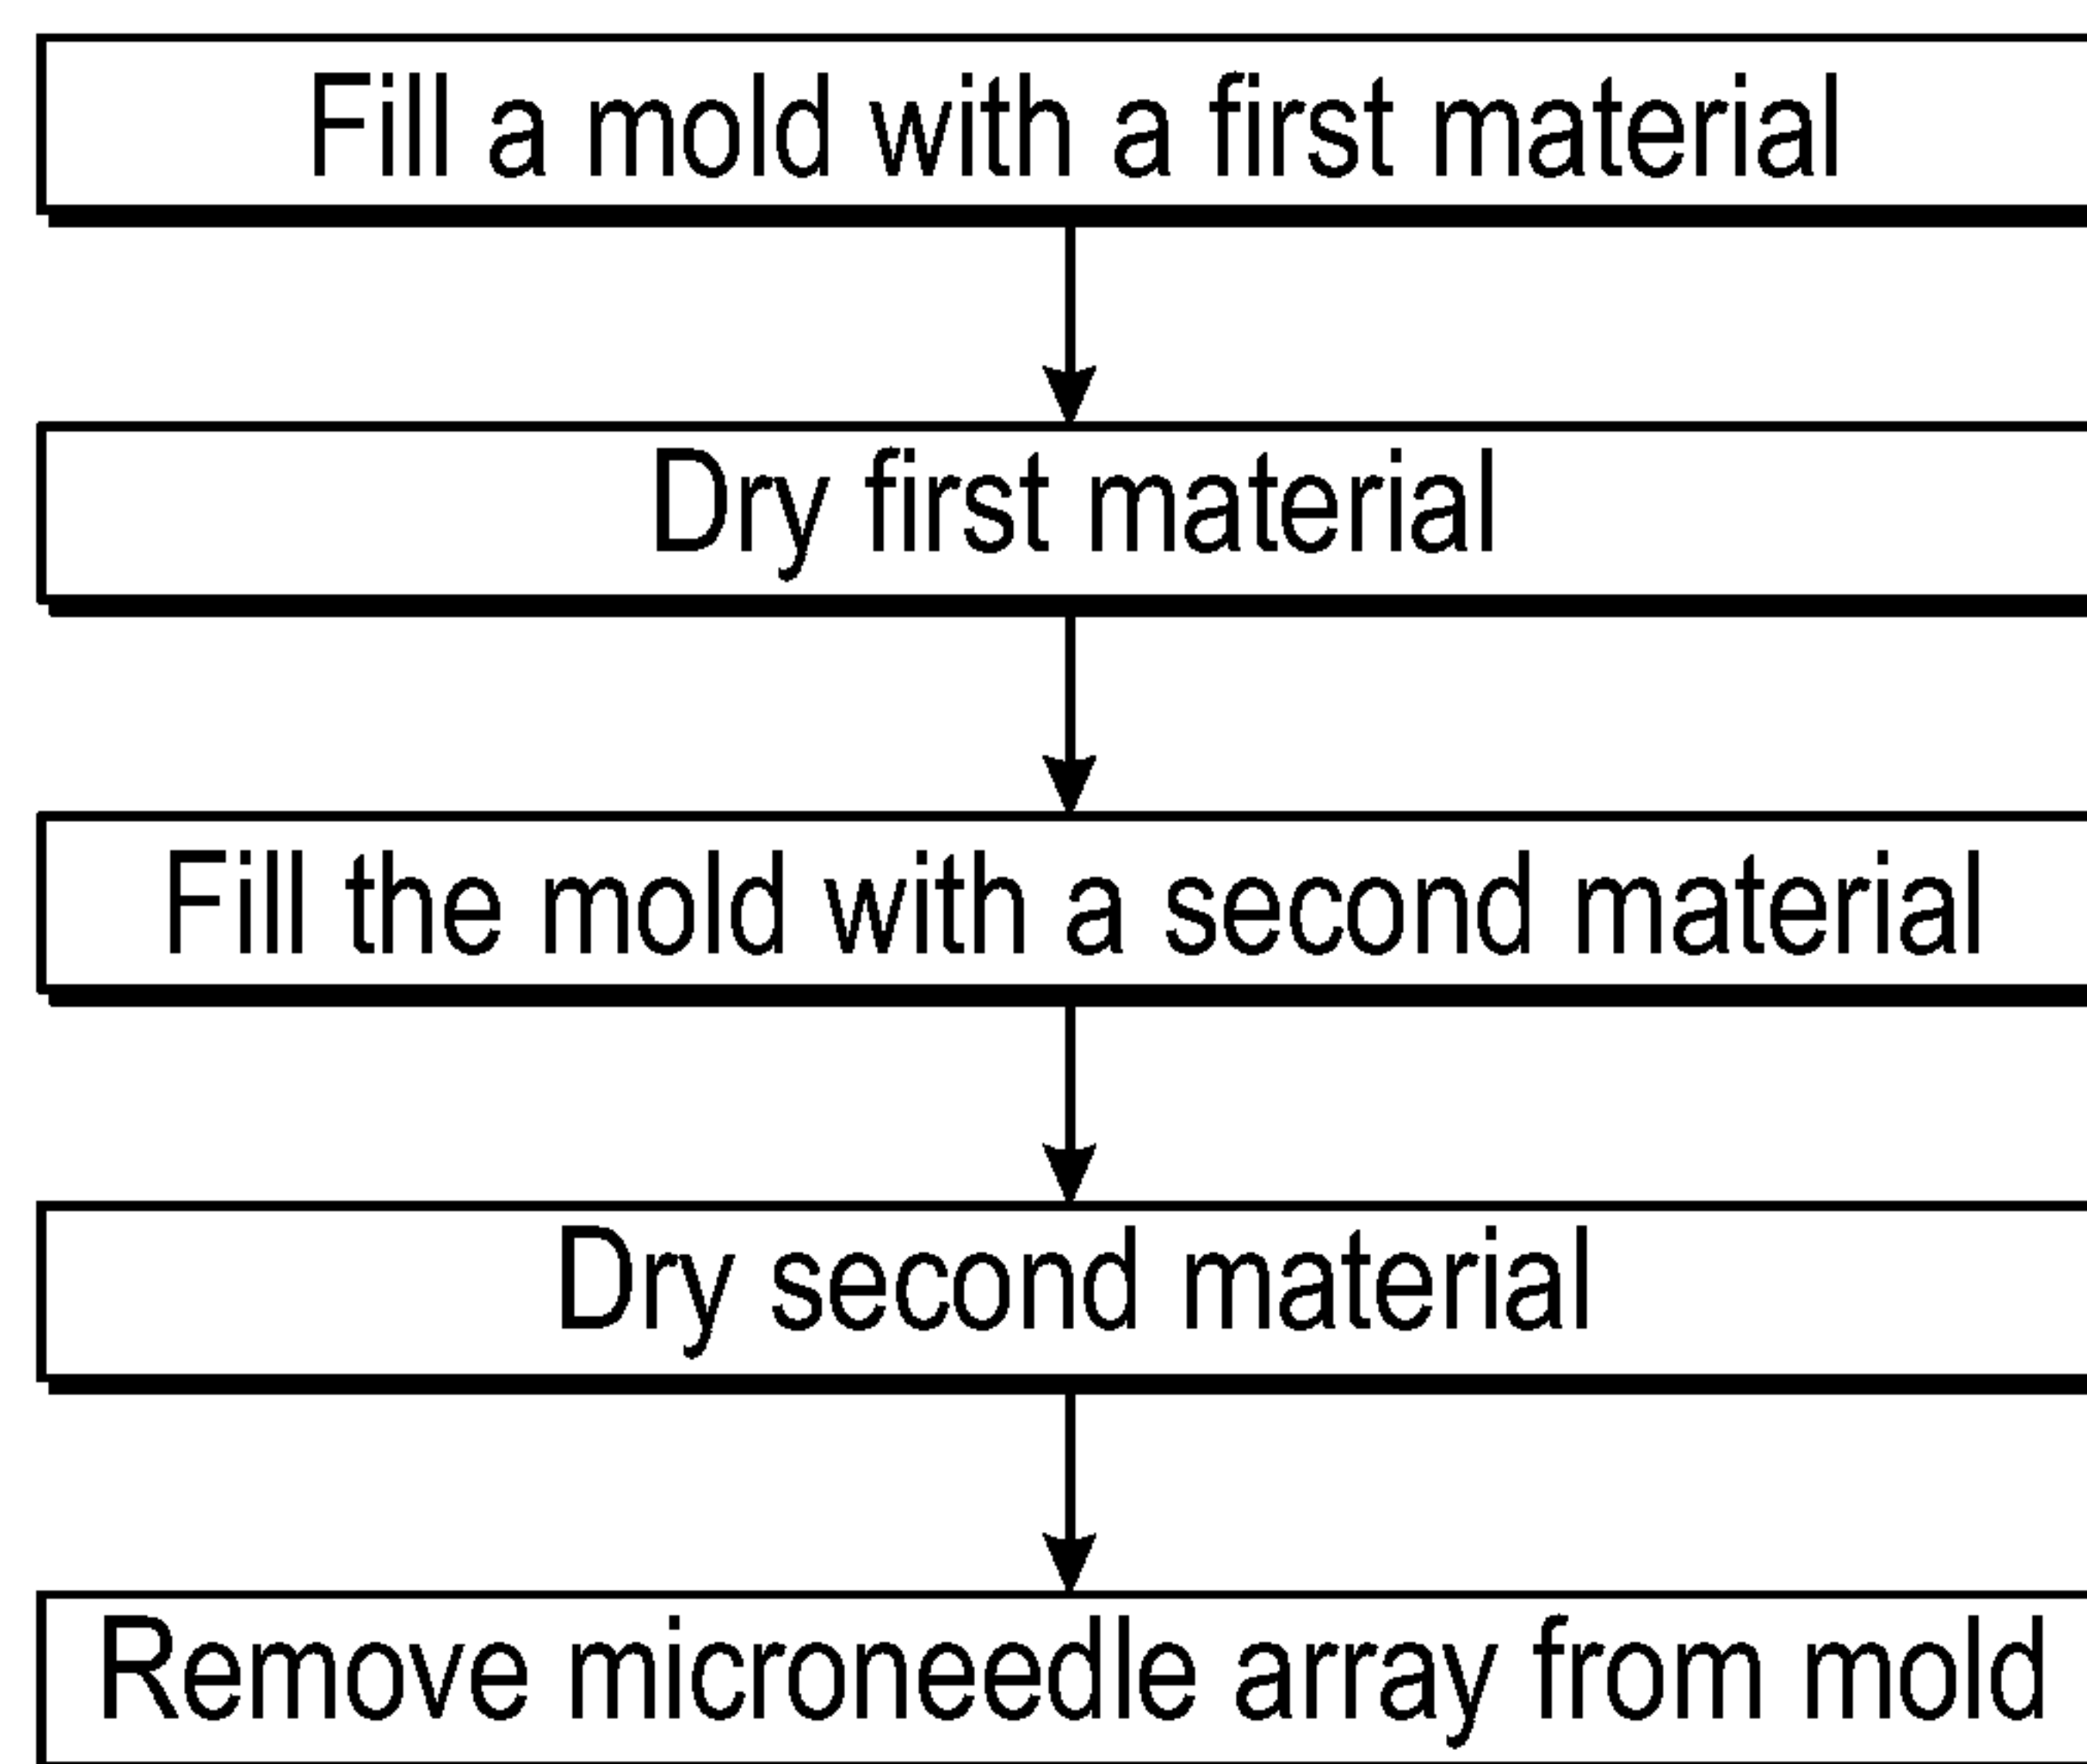 Fill a mold with a first material
Dry first material
Fill the mold with a second material
Dry second material
Remove microneedle array from mold